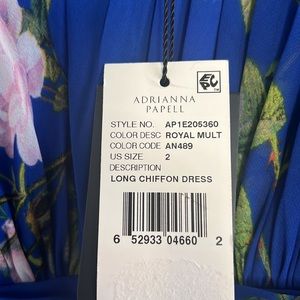 ADRIANNA
PAPELL
STYLE NO. AP1E205360
COLOR DESC ROYAL MULT
COLOR CODE AN489
US SIZE 2
DESCRIPTION
LONG CHIFFON DRESS
6 52933 04660 2